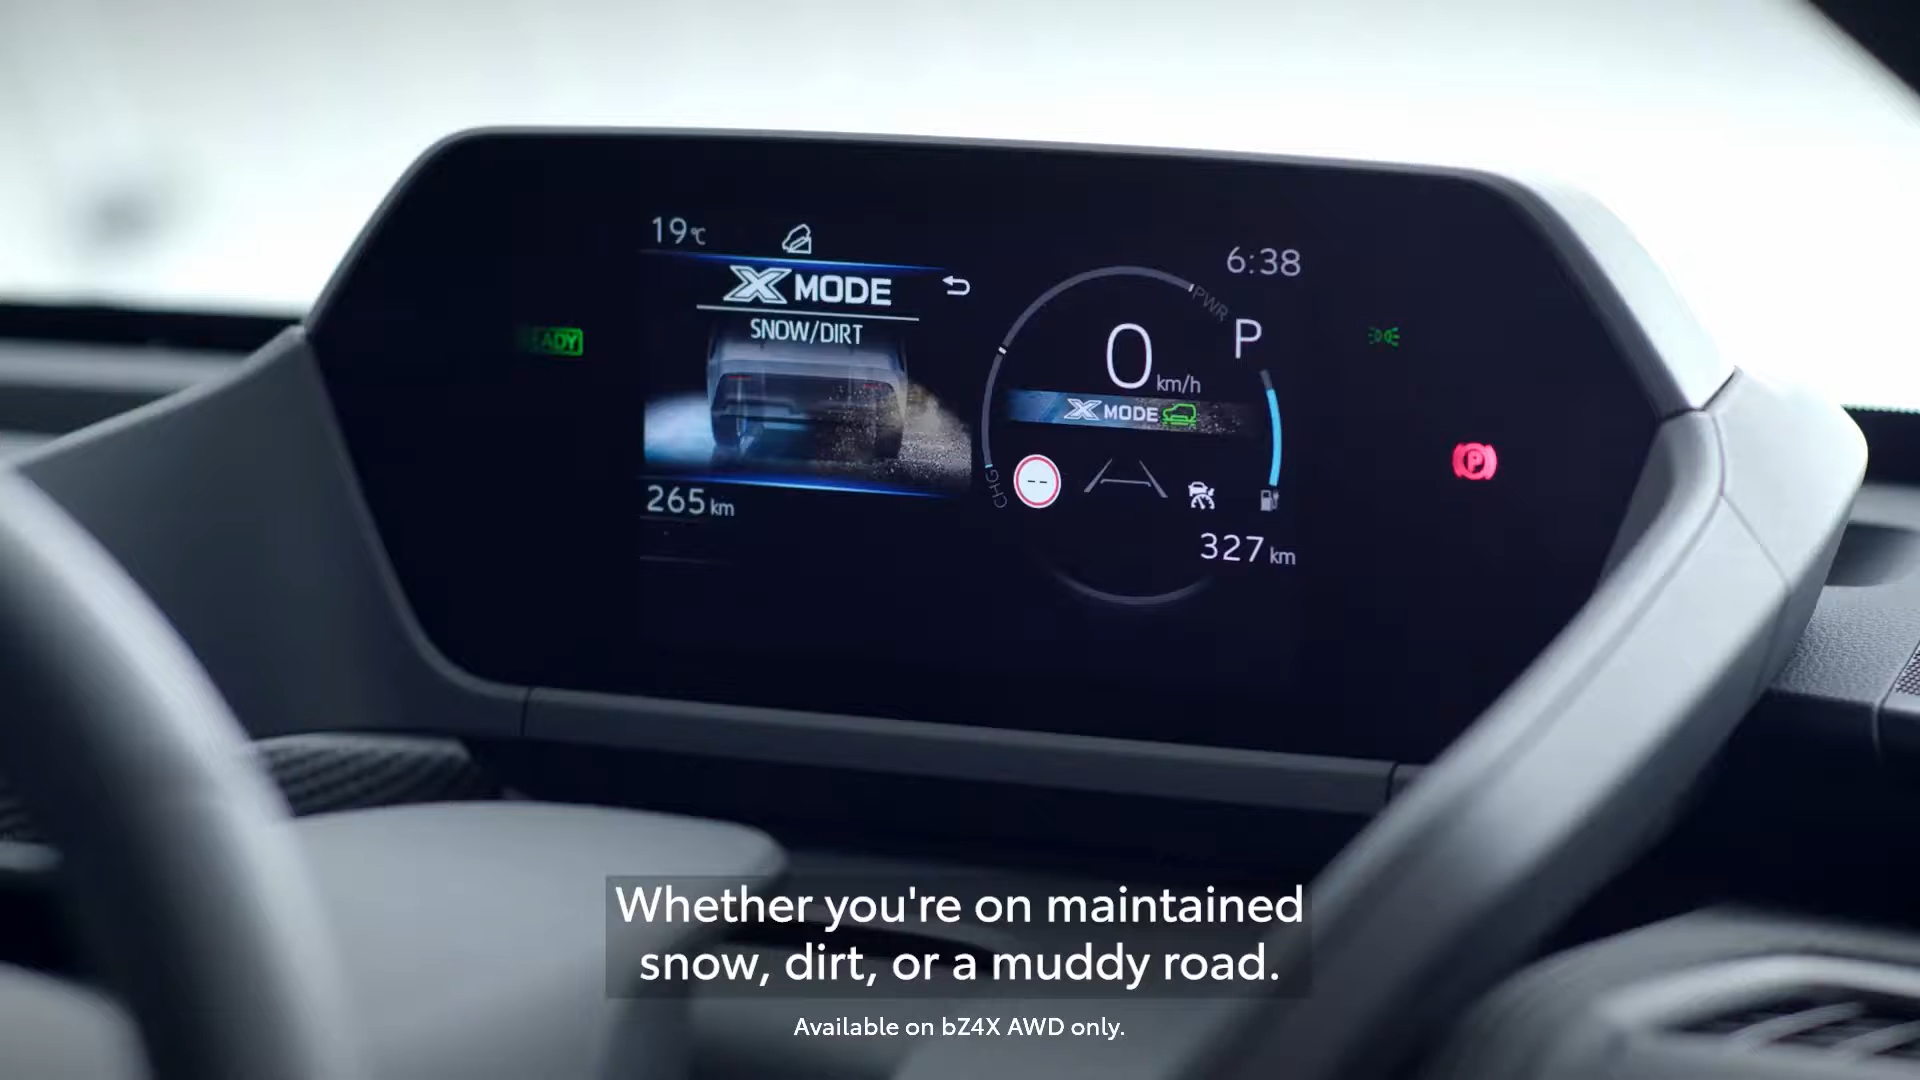 19°C
X MODE
SNOW/DIRT
265 km
6:38
PWR
P
0 km/h
X MODE
CHG
--
327 km
P
Whether you're on maintained
snow, dirt, or a muddy road.
Available on bZ4X AWD only.